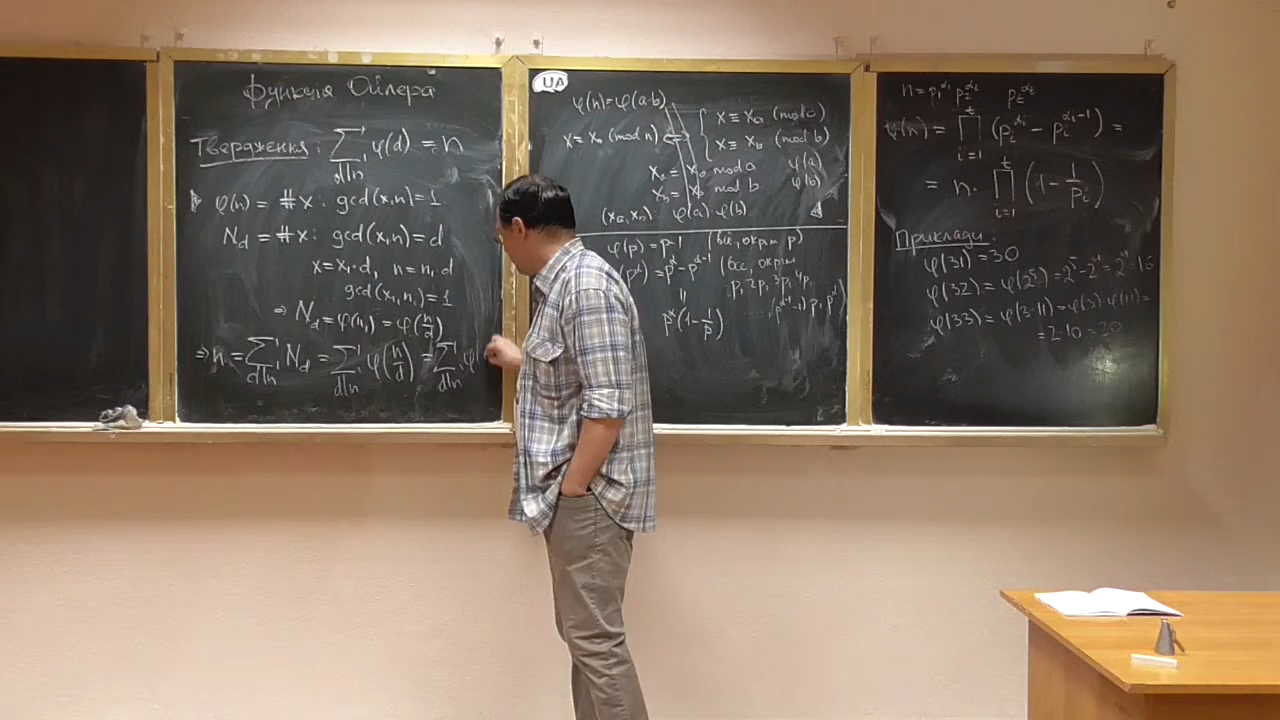 Функція Ойлера
Твердження: ∑_{d|n} φ(d) = n
φ(n) = #x: gcd(x,n)=1
N_d = #x: gcd(x,n)=d
x=x₁·d, n=n₁·d
gcd(x₁,n₁)=1
⇒ N_d=φ(n₁)=φ(n/d)
⇒ n = ∑_{d|n} N_d = ∑_{d|n} φ(n/d) = ∑_{d|n} φ
UA
φ(n)=φ(a·b)
x ≡ x₀ (mod n) ⇔ { x ≡ x_a (mod a)
x ≡ x_b (mod b)
x_a = x₀ mod a φ(a)
x_b = x₀ mod b φ(b)
φ(a)·φ(b)
φ(p)=p-1 (всі, окрім p)
(p^α)=p^α-p^{α-1} (всі, окрім
p, 2p, 3p, 4p,
(p^{α-1}-1)p, p^α)
p^α(1-1/p)
n=p₁^{α₁} p₂^{α₂} p_t^{α_t}
φ(n) = ∏_{i=1}^{t} (p_i^{α_i} - p_i^{α_i-1}) =
= n · ∏_{i=1}^{t} (1-1/p_i)
Приклади:
φ(31)=30
φ(32)=φ(2⁵)=2⁵-2⁴=2⁴=16
φ(33)=φ(3·11)=φ(3)·φ(11)=
=2·10=20